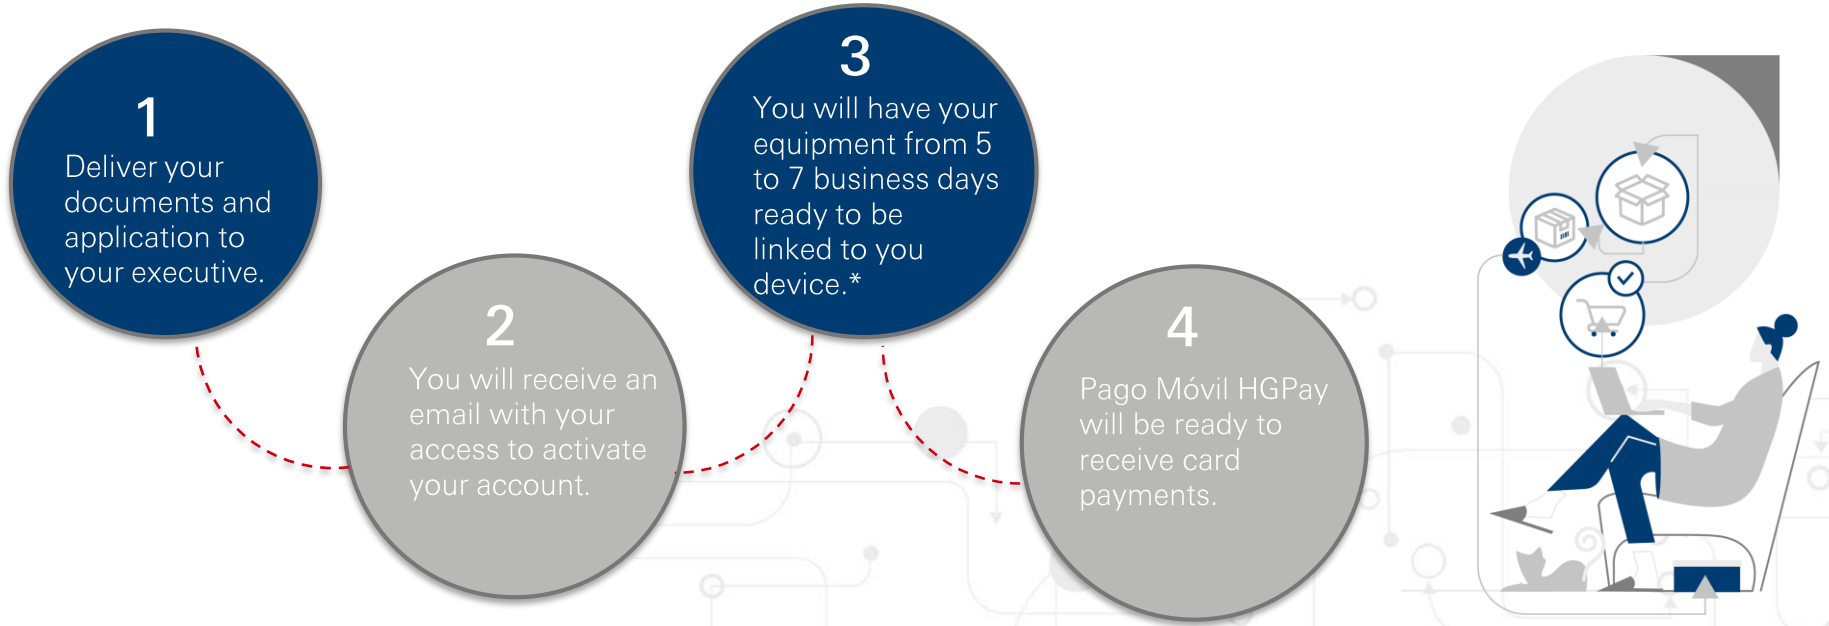 1
Deliver your
documents and
application to
your executive.
2
You will receive an
email with your
access to activate
your account.
3
You will have your
equipment from 5
to 7 business days
ready to be
linked to you
device.*
4
Pago Móvil HGPay
will be ready to
receive card
payments.